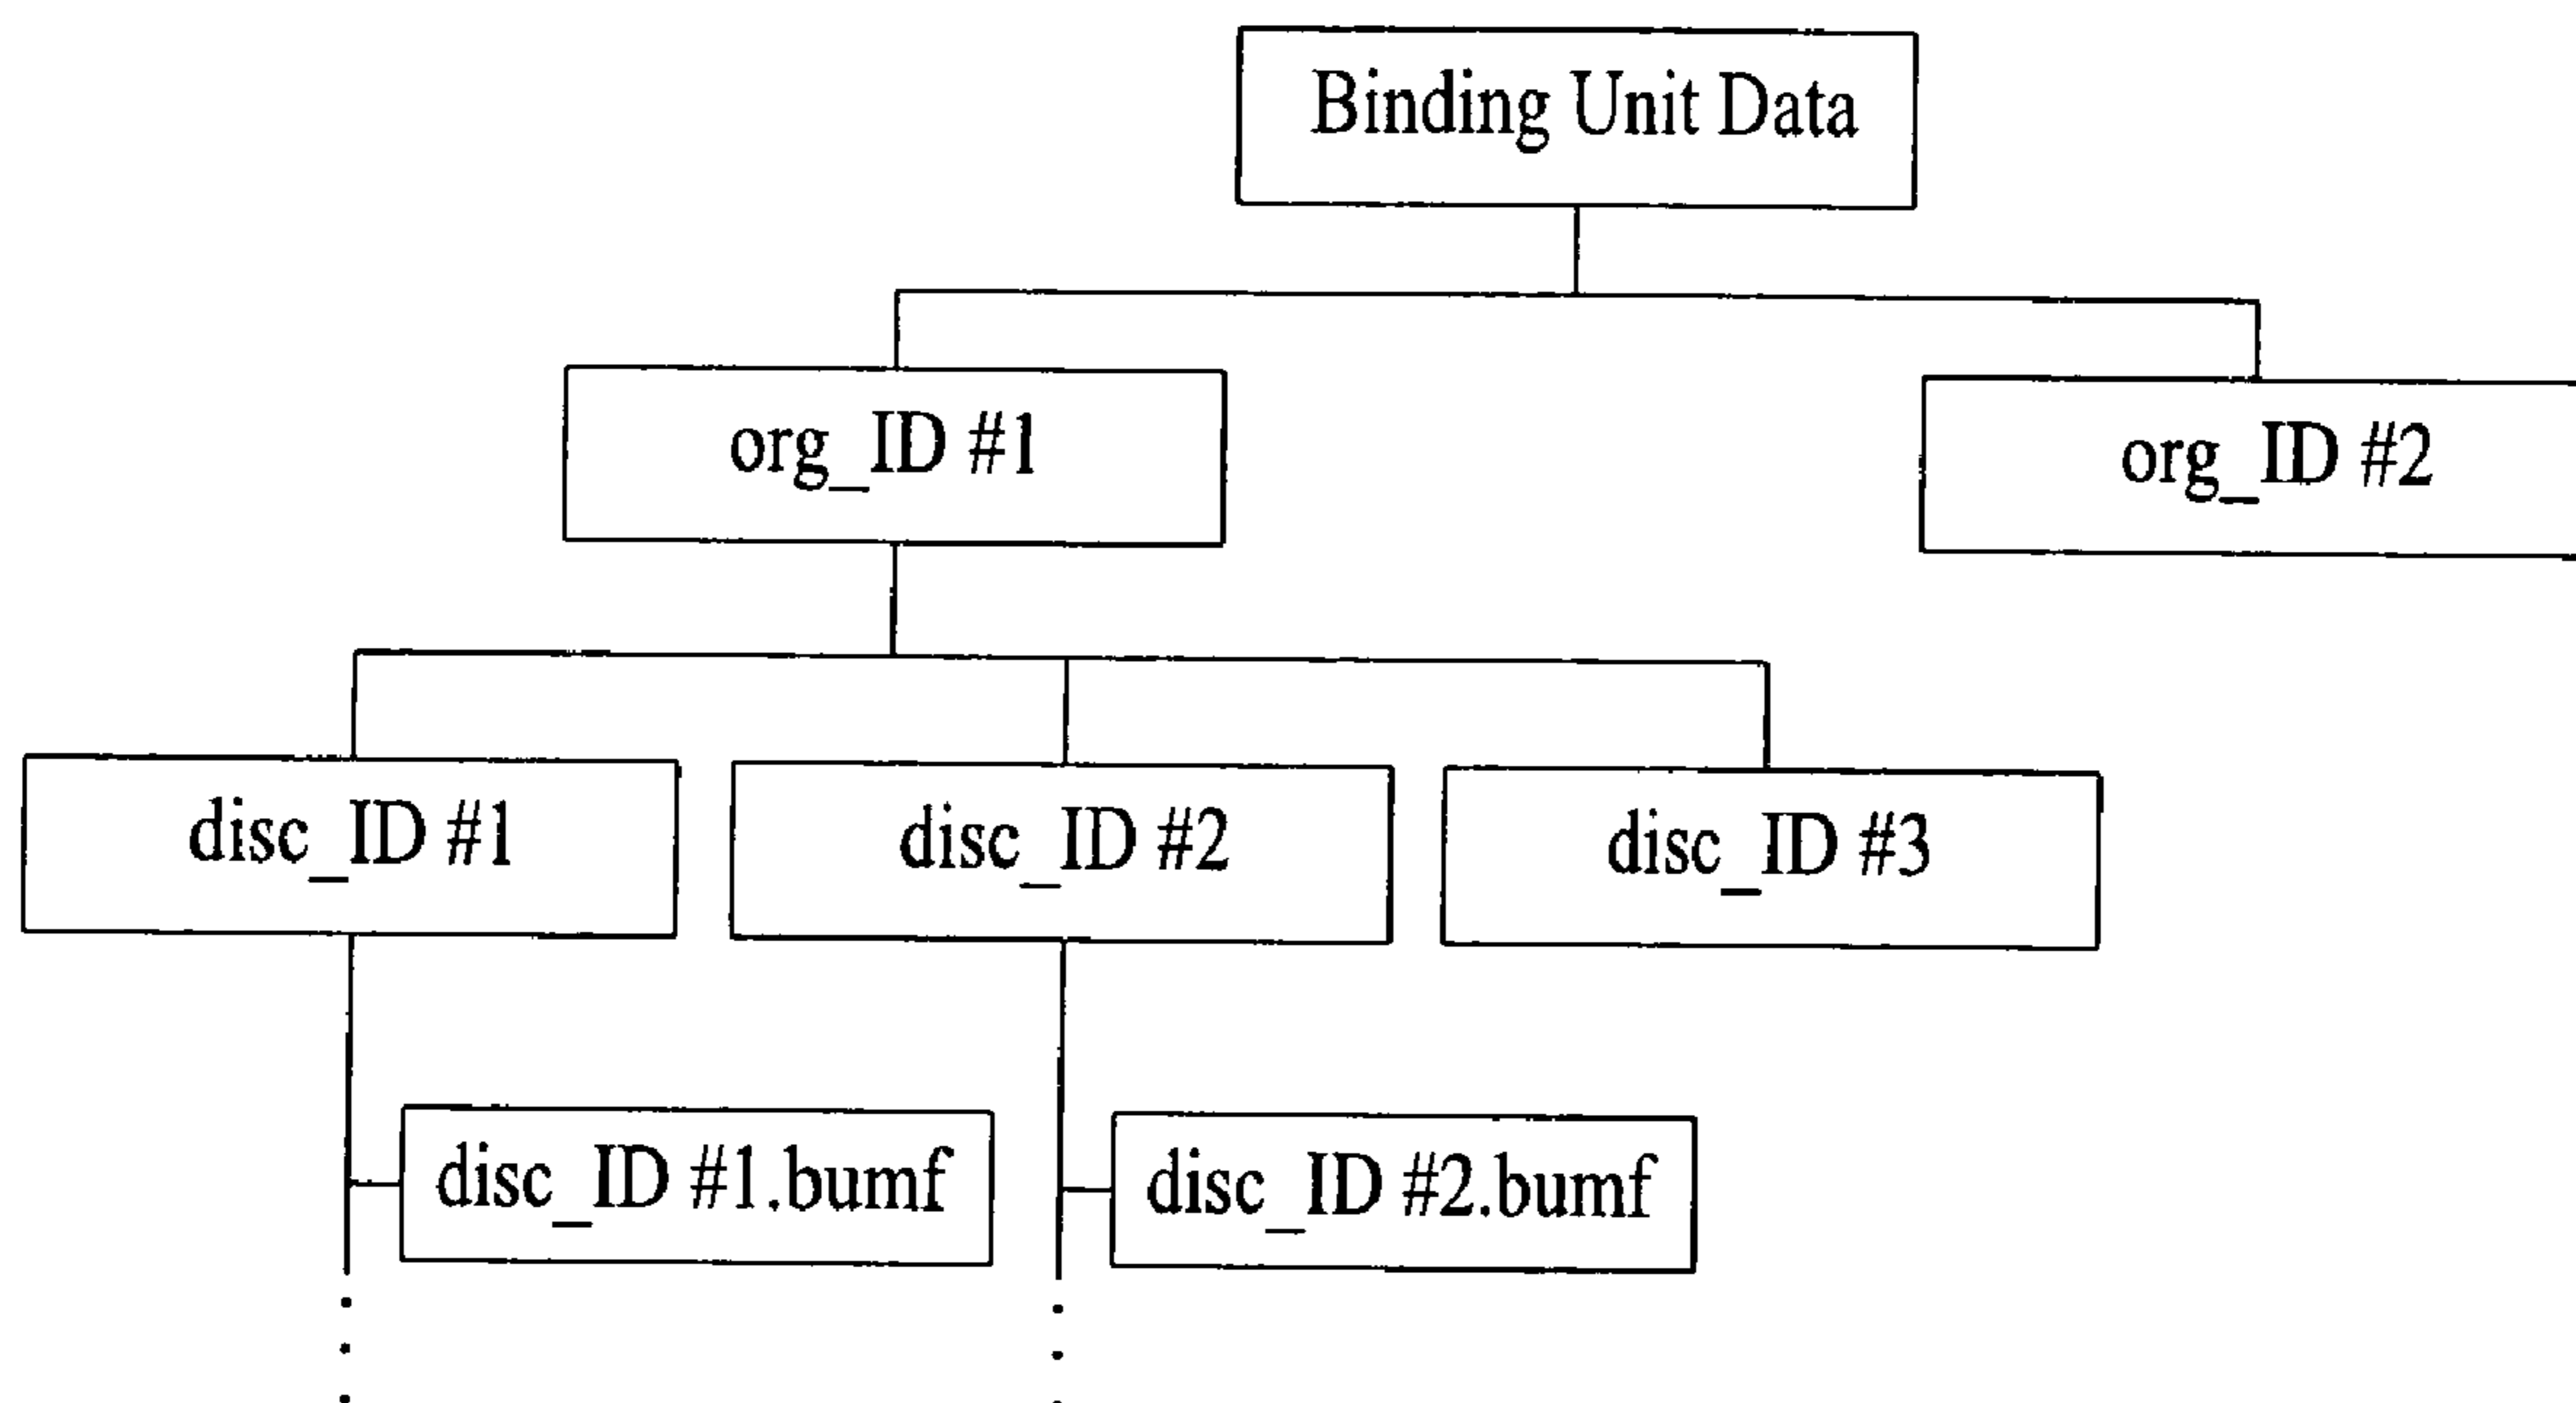 Binding Unit Data
org_ID #1
org_ID #2
disc_ID #1
disc_ID #2
disc_ID #3
disc_ID #1.bumf
disc_ID #2.bumf